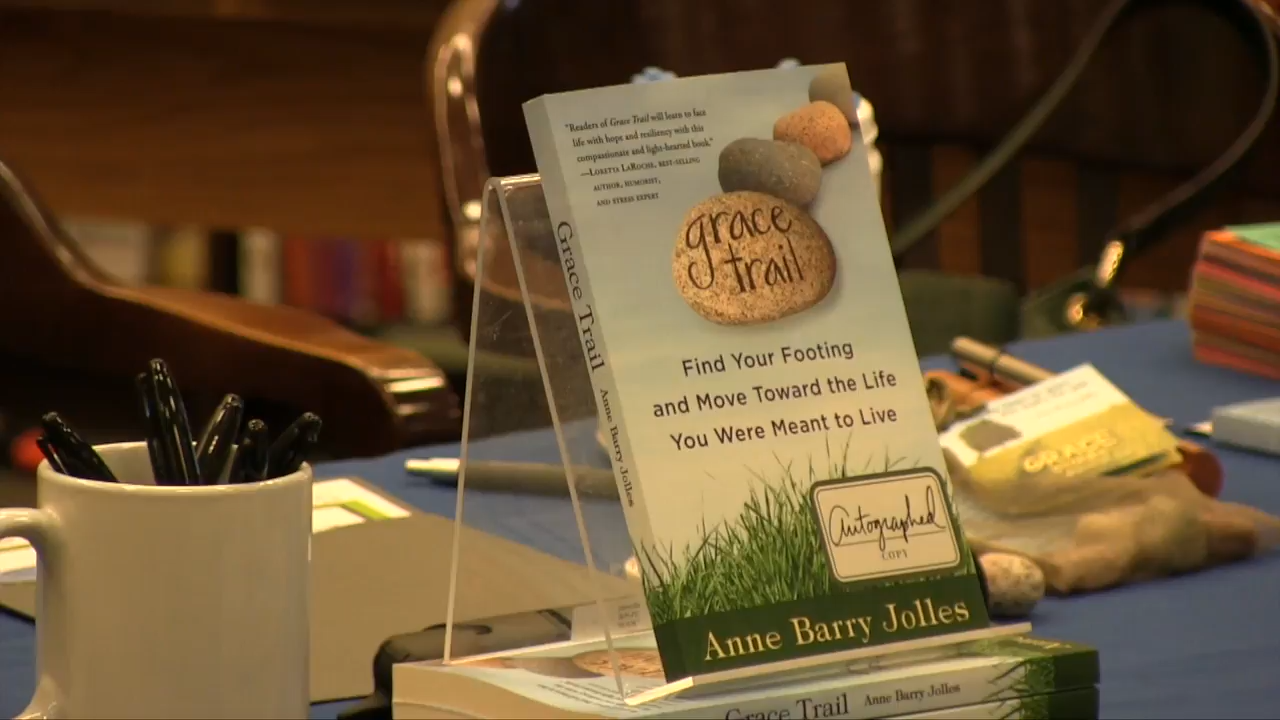 "Readers of Grace Trail will learn to face
life with hope and resiliency with this
compassionate and light-hearted book,"
—LORETTA LAROCHE, BEST-SELLING
AUTHOR, HUMORIST,
AND STRESS EXPERT
grace
trail
Find Your Footing
and Move Toward the Life
You Were Meant to Live
Autographed
COPY
Anne Barry Jolles
Grace Trail Anne Barry Jolles
Grace Trail Anne Barry Jolles
GRACE